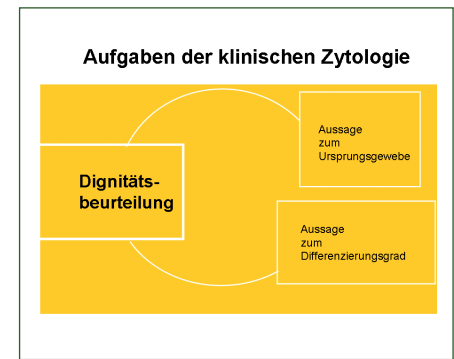 Aufgaben der klinischen Zytologie
Dignitäts-
beurteilung
Aussage
zum
Ursprungsgewebe
Aussage
zum
Differenzierungsgrad